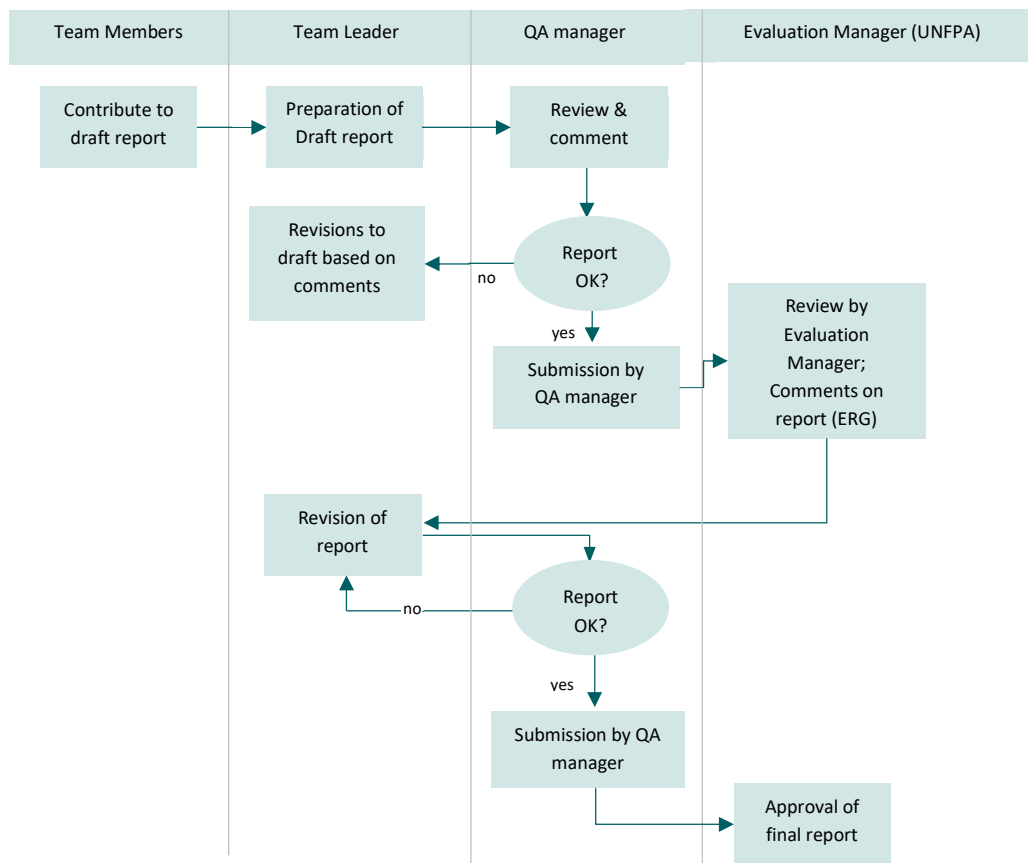 Team Members
Team Leader
QA manager
Evaluation Manager (UNFPA)
Contribute to
draft report
Preparation of
Draft report
Review &
comment
Revisions to
draft based on
comments
no
Report
OK?
yes
Submission by
QA manager
Review by
Evaluation
Manager;
Comments on
report (ERG)
Revision of
report
no
Report
OK?
yes
Submission by QA
manager
Approval of
final report